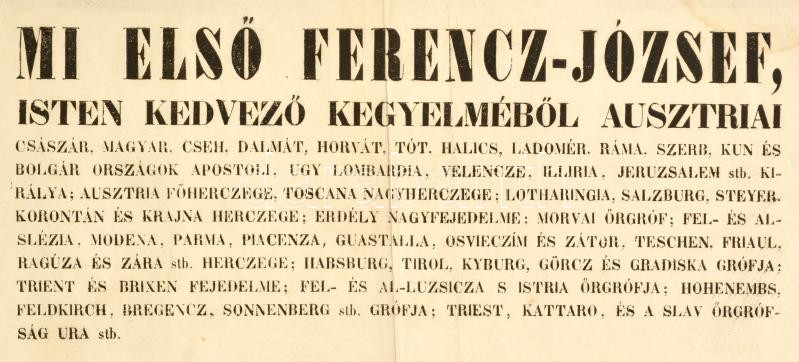 MI ELSŐ FERENCZ-JÓZSEF,
ISTEN KEDVEZŐ KEGYELMÉBŐL AUSZTRIAI
CSÁSZÁR, MAGYAR, CSEH, DALMÁT, HORVÁT, TÓT, HALICS, LADOMÉR, RÁMA, SZERB, KUN ÉS
BOLGÁR ORSZÁGOK APOSTOLI, UGY LOMBARDIA, VELENCZE, ILLIRIA, JERUZSALEM stb. KI-
RÁLYA; AUSZTRIA FŐHERCZEGE, TOSCANA NAGYHERCZEGE; LOTHARINGIA, SALZBURG, STEYER,
KORONTÁN ÉS KRAJNA HERCZEGE; ERDÉLY NAGYFEJEDELME; MORVAI ŐRGRÓF; FEL- ÉS AL-
SLÉZIA, MODENA, PARMA, PIACENZA, GUASTALLA, OSVIECZÍM ÉS ZÁTOR, TESCHEN, FRIAUL,
RAGÚZA ÉS ZÁRA stb. HERCZEGE; HABSBURG, TIROL, KYBURG, GÖRCZ ÉS GRADISKA GRÓFJA;
TRIENT ÉS BRIXEN FEJEDELME; FEL- ÉS AL-LUZSICZA S ISTRIA ŐRGRÓFJA; HOHENEMBS,
FELDKIRCH, BREGENCZ, SONNENBERG stb. GRÓFJA; TRIEST, KATTARO, ÉS A SLAV ŐRGRÓF-
SÁG URA stb.